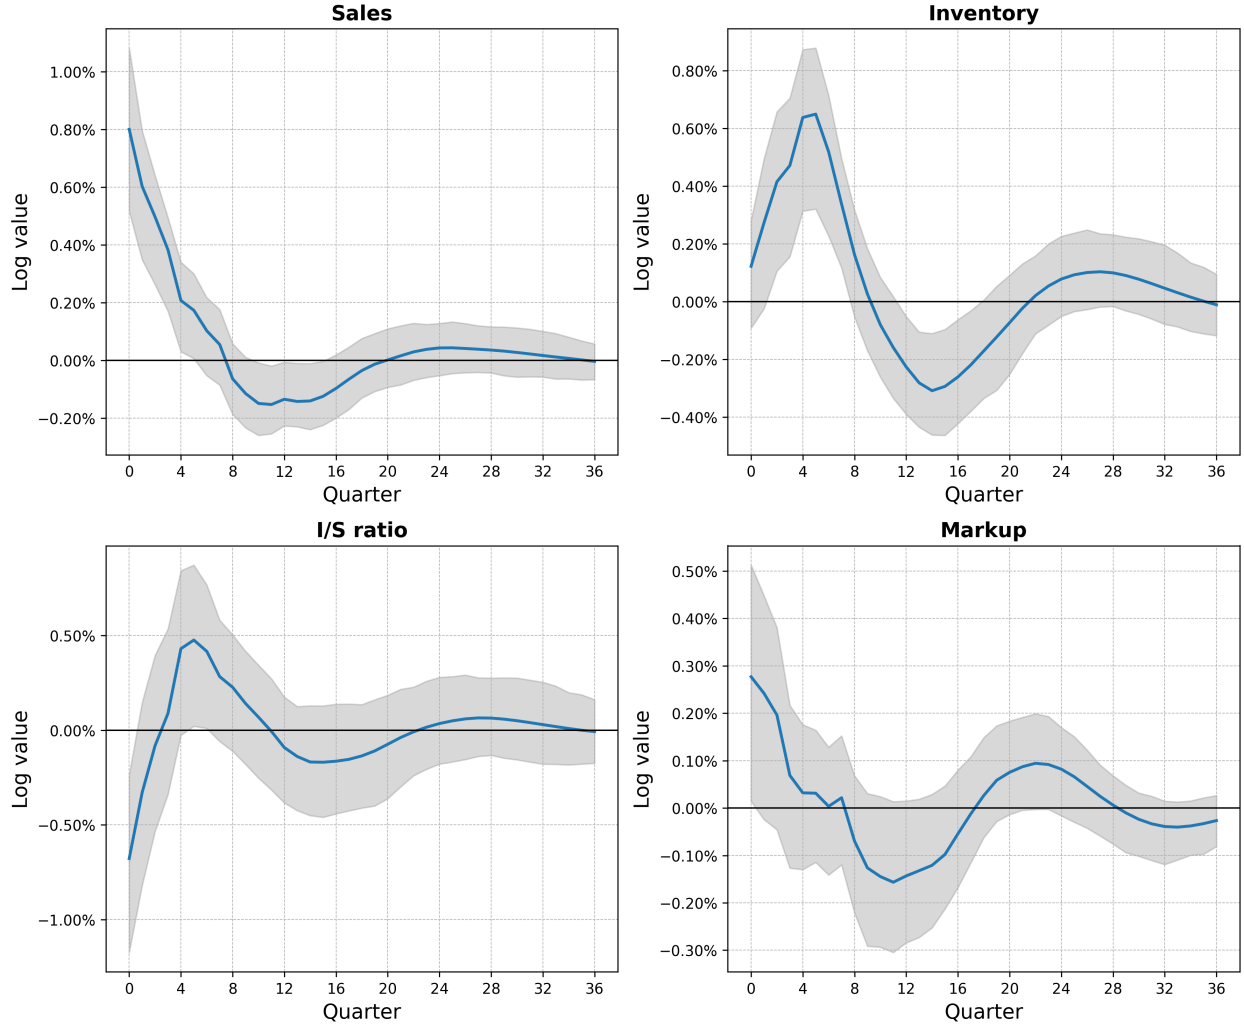 Sales
Log value
1.00%
0.80%
0.60%
0.40%
0.20%
0.00%
−0.20%
0 4 8 12 16 20 24 28 32 36
Quarter
Inventory
Log value
0.80%
0.60%
0.40%
0.20%
0.00%
−0.20%
−0.40%
0 4 8 12 16 20 24 28 32 36
Quarter
I/S ratio
Log value
0.50%
0.00%
−0.50%
−1.00%
0 4 8 12 16 20 24 28 32 36
Quarter
Markup
Log value
0.50%
0.40%
0.30%
0.20%
0.10%
0.00%
−0.10%
−0.20%
−0.30%
0 4 8 12 16 20 24 28 32 36
Quarter